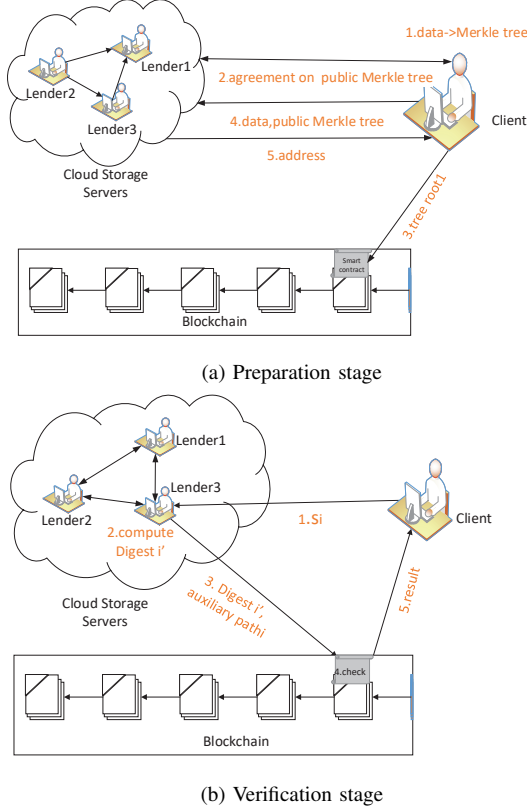 1.data->Merkle tree
Lender1
Lender2
Lender3
2.agreement on public Merkle tree
4.data,public Merkle tree
Client
5.address
Cloud Storage
Servers
3.tree root1
Smart
contract
Blockchain
(a) Preparation stage
Lender1
Lender3
Lender2
1.Si
Client
2.compute
Digest i'
3. Digest i',
auxiliary pathi
5.result
Cloud Storage
Servers
4.check
Blockchain
(b) Verification stage